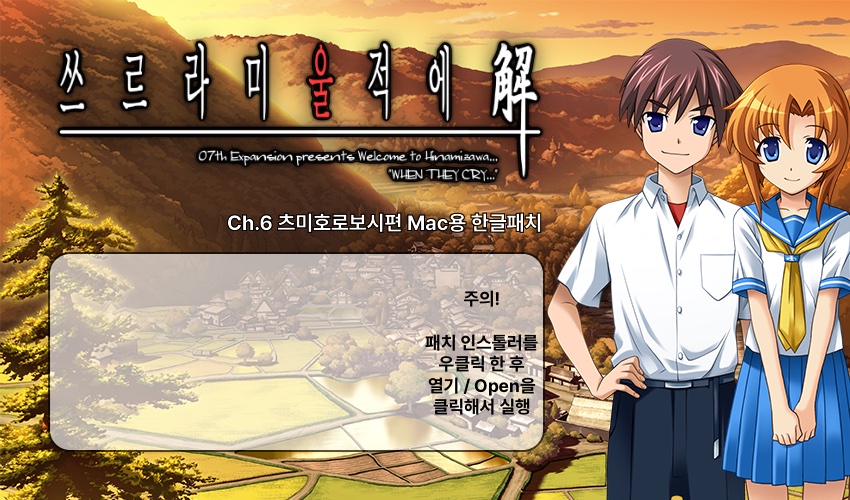 쓰르라미 울 적에 解
07th Expansion presents Welcome to Hinamizawa...
"WHEN THEY CRY..."
Ch.6 츠미호로보시편 Mac용 한글패치
주의!
패치 인스톨러를
우클릭 한 후
열기 / Open을
클릭해서 실행